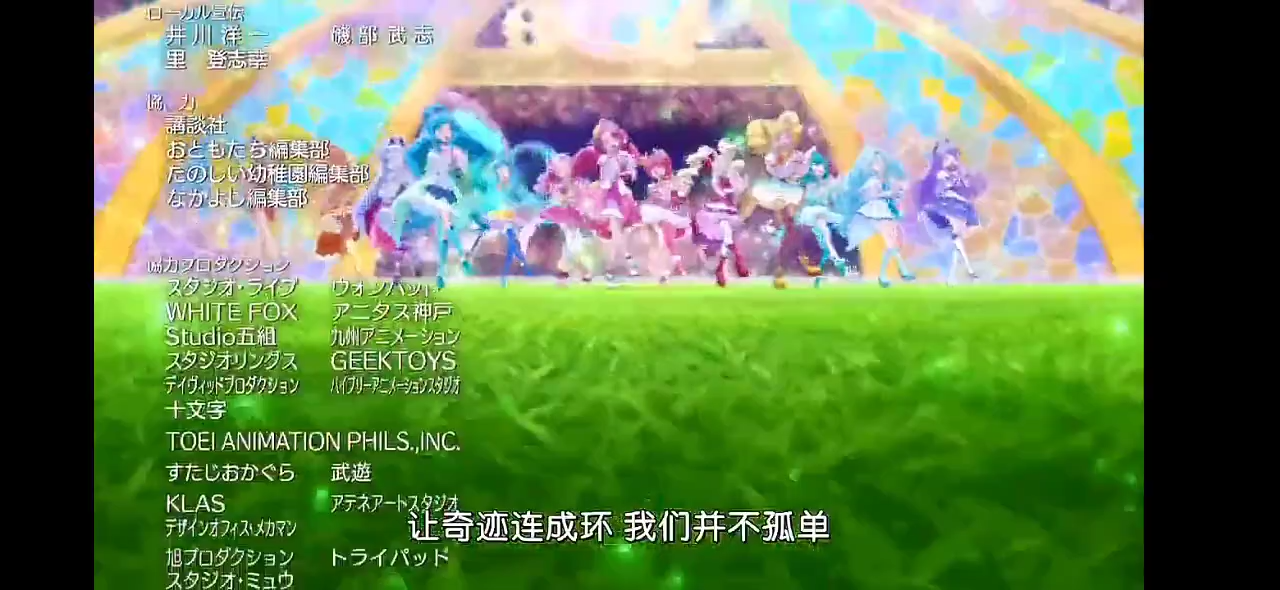 ローカル宣伝
井川洋一 磯部武志
里 登志幸
協力
講談社
おともだち編集部
たのしい幼稚園編集部
なかよし編集部
協力プロダクション
スタジオ・ライブ ウォンバット
WHITE FOX アニタス神戸
Studio五組 九州アニメーション
スタジオリングス GEEKTOYS
デイヴィッドプロダクション ハイブリーアニメーションスタジオ
十文字
TOEI ANIMATION PHILS.,INC.
すたじおかぐら 武遊
KLAS アテネアートスタジオ
デザインオフィス・メカマン
让奇迹连成环 我们并不孤单
旭プロダクション トライパッド
スタジオ・ミュウ